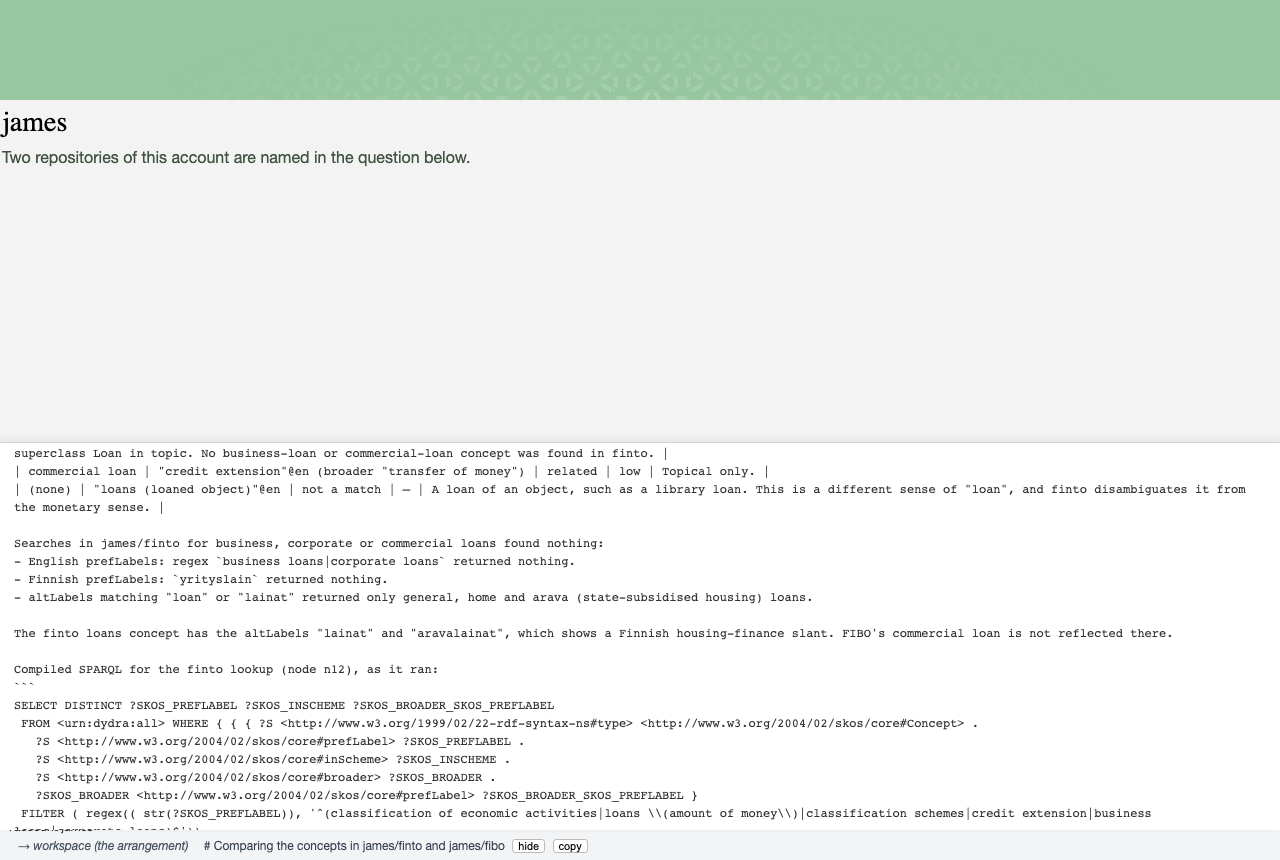 james
Two repositories of this account are named in the question below.
superclass Loan in topic. No business-loan or commercial-loan concept was found in finto. |
| commercial loan | "credit extension"@en (broader "transfer of money") | related | low | Topical only. |
| (none) | "loans (loaned object)"@en | not a match | — | A loan of an object, such as a library loan. This is a different sense of "loan", and finto disambiguates it from
the monetary sense. |
Searches in james/finto for business, corporate or commercial loans found nothing:
- English prefLabels: regex `business loans|corporate loans` returned nothing.
- Finnish prefLabels: `yrityslain` returned nothing.
- altLabels matching "loan" or "lainat" returned only general, home and arava (state-subsidised housing) loans.
The finto loans concept has the altLabels "lainat" and "aravalainat", which shows a Finnish housing-finance slant. FIBO's commercial loan is not reflected there.
Compiled SPARQL for the finto lookup (node n12), as it ran:
```
SELECT DISTINCT ?SKOS_PREFLABEL ?SKOS_INSCHEME ?SKOS_BROADER_SKOS_PREFLABEL
FROM <urn:dydra:all> WHERE { { { ?S <http://www.w3.org/1999/02/22-rdf-syntax-ns#type> <http://www.w3.org/2004/02/skos/core#Concept> .
?S <http://www.w3.org/2004/02/skos/core#prefLabel> ?SKOS_PREFLABEL .
?S <http://www.w3.org/2004/02/skos/core#inScheme> ?SKOS_INSCHEME .
?S <http://www.w3.org/2004/02/skos/core#broader> ?SKOS_BROADER .
?SKOS_BROADER <http://www.w3.org/2004/02/skos/core#prefLabel> ?SKOS_BROADER_SKOS_PREFLABEL }
FILTER ( regex(( str(?SKOS_PREFLABEL)), '^(classification of economic activities|loans \\(amount of money\\)|classification schemes|credit extension|business
→ workspace (the arrangement) # Comparing the concepts in james/finto and james/fibo hide copy